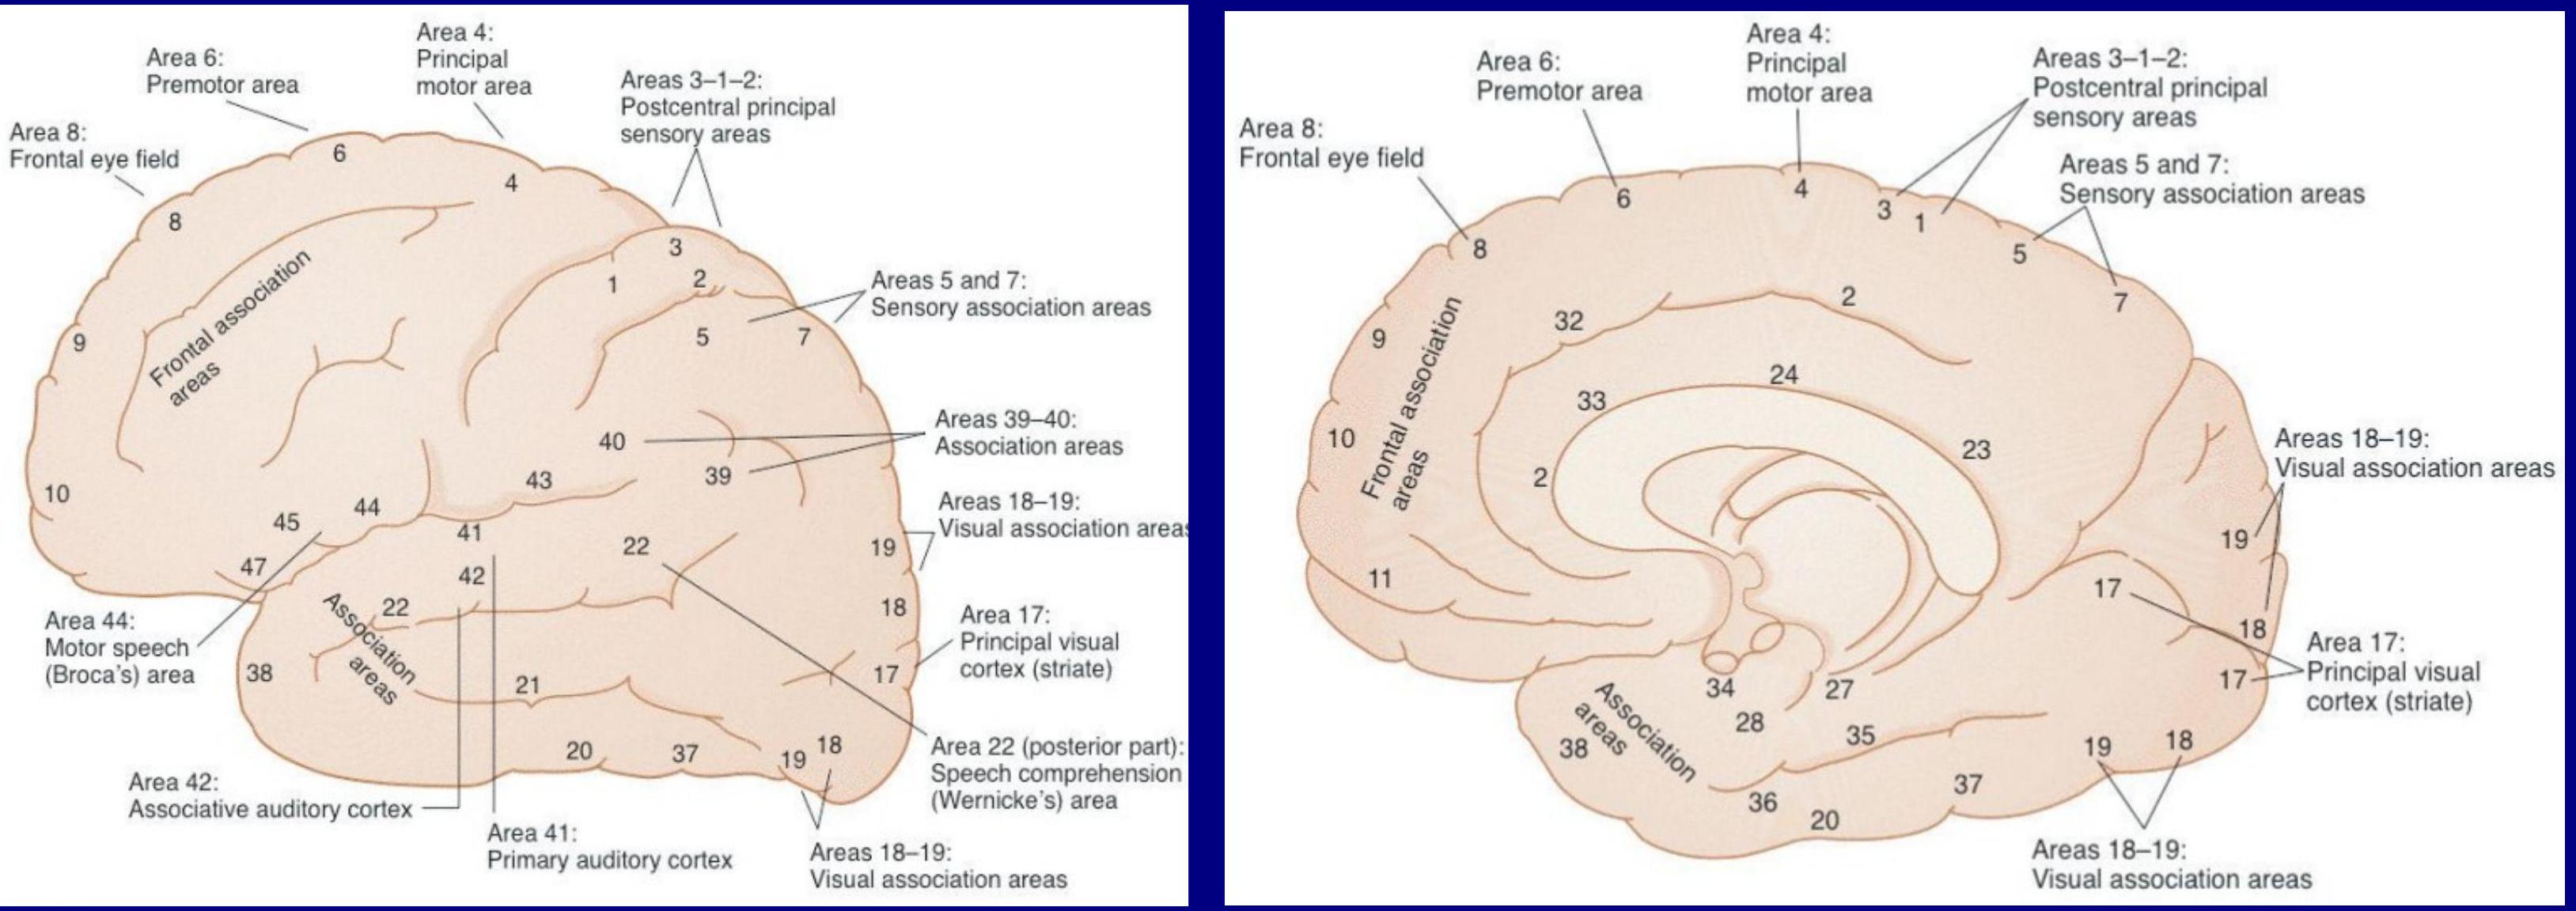 Area 4:
Principal
motor area
Area 6:
Premotor area
Areas 3–1–2:
Postcentral principal
sensory areas
Area 8:
Frontal eye field
6
4
8
3
1
2
Frontal association
areas
Areas 5 and 7:
Sensory association areas
9
5
7
Areas 39–40:
Association areas
40
39
43
10
44
45
41
47
42
22
Areas 18–19:
Visual association areas
19
22
18
Association
areas
Area 44:
Motor speech
(Broca's) area
Area 17:
Principal visual
cortex (striate)
38
21
17
20
37
19
18
Area 22 (posterior part):
Speech comprehension
(Wernicke's) area
Area 42:
Associative auditory cortex
Area 41:
Primary auditory cortex
Areas 18–19:
Visual association areas
Area 4:
Principal
motor area
Area 6:
Premotor area
Areas 3–1–2:
Postcentral principal
sensory areas
Area 8:
Frontal eye field
Areas 5 and 7:
Sensory association areas
6
4
3
1
8
5
7
2
32
9
Frontal association
areas
24
33
10
23
2
Areas 18–19:
Visual association areas
19
11
17
18
Area 17:
Principal visual
cortex (striate)
17
34
27
28
35
Association
areas
38
19
18
37
36
20
Areas 18–19:
Visual association areas